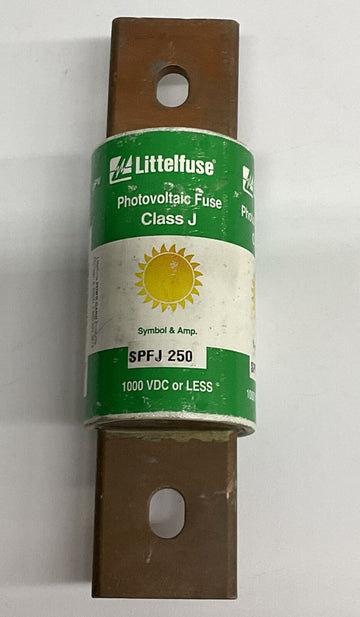 Littelfuse®
Photovoltaic Fuse
Class J
Symbol & Amp.
SPFJ 250
1000 VDC or LESS